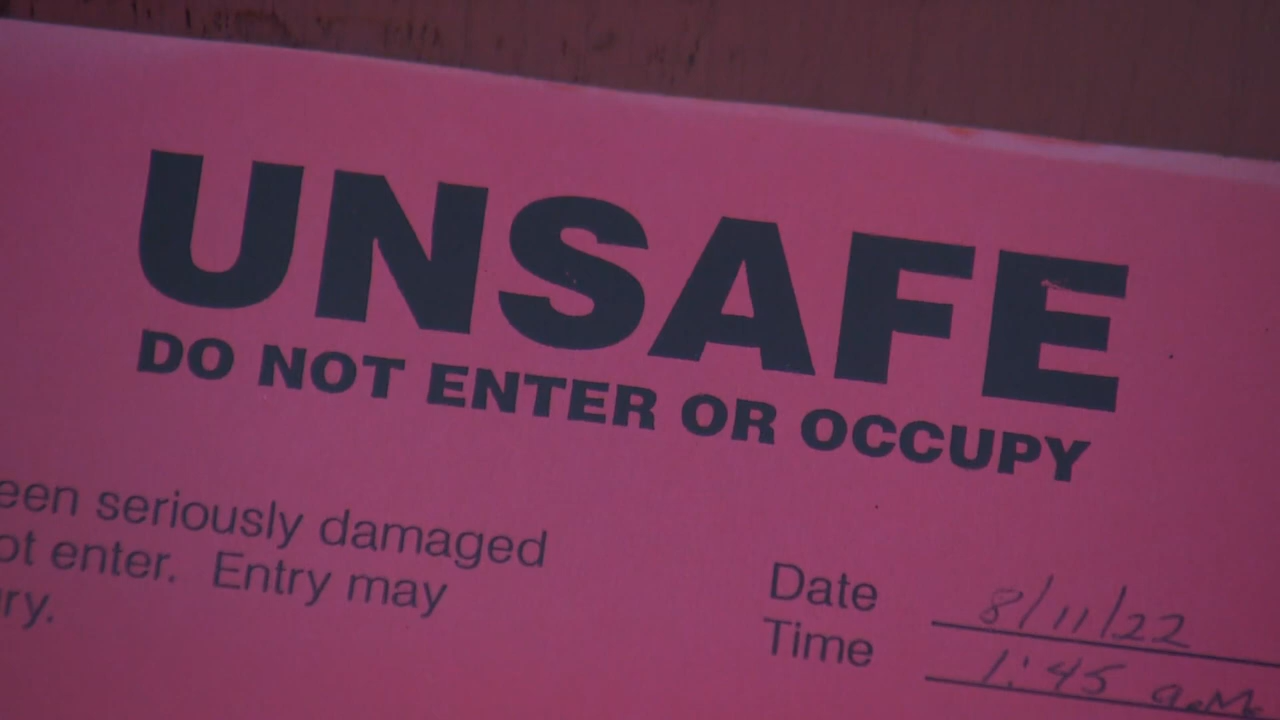 UNSAFE
DO NOT ENTER OR OCCUPY
een seriously damaged
ot enter. Entry may
ry.
Date 8/11/22
Time 1:45 a.m.